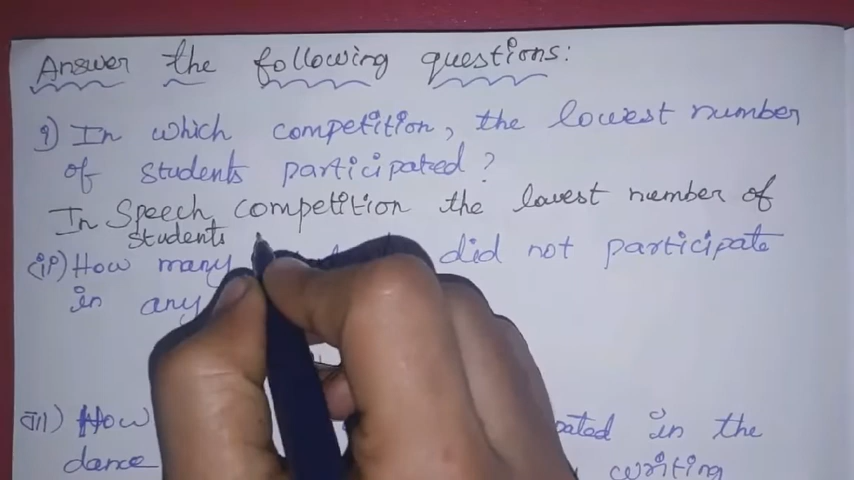 Answer the following questions:
i) In which competition, the lowest number
of students participated?
In Speech competition the lowest number of
students
(ii) How many did not participate
in any
(iii) How pated in the
dance writing